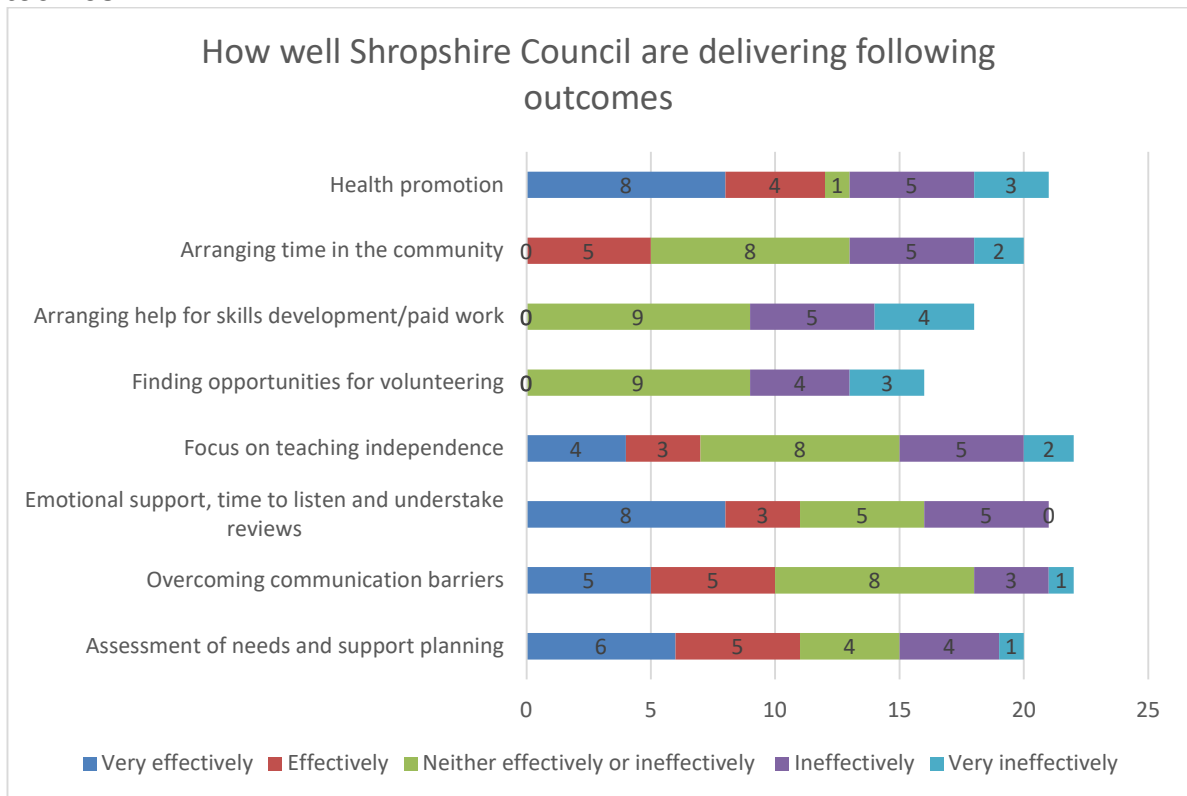 How well Shropshire Council are delivering following
outcomes
Health promotion
8 4 1 5 3
Arranging time in the community
0 5 8 5 2
Arranging help for skills development/paid work
0 9 5 4
Finding opportunities for volunteering
0 9 4 3
Focus on teaching independence
4 3 8 5 2
Emotional support, time to listen and understake
reviews
8 3 5 5 0
Overcoming communication barriers
5 5 8 3 1
Assessment of needs and support planning
6 5 4 4 1
0 5 10 15 20 25
Very effectively Effectively Neither effectively or ineffectively Ineffectively Very ineffectively